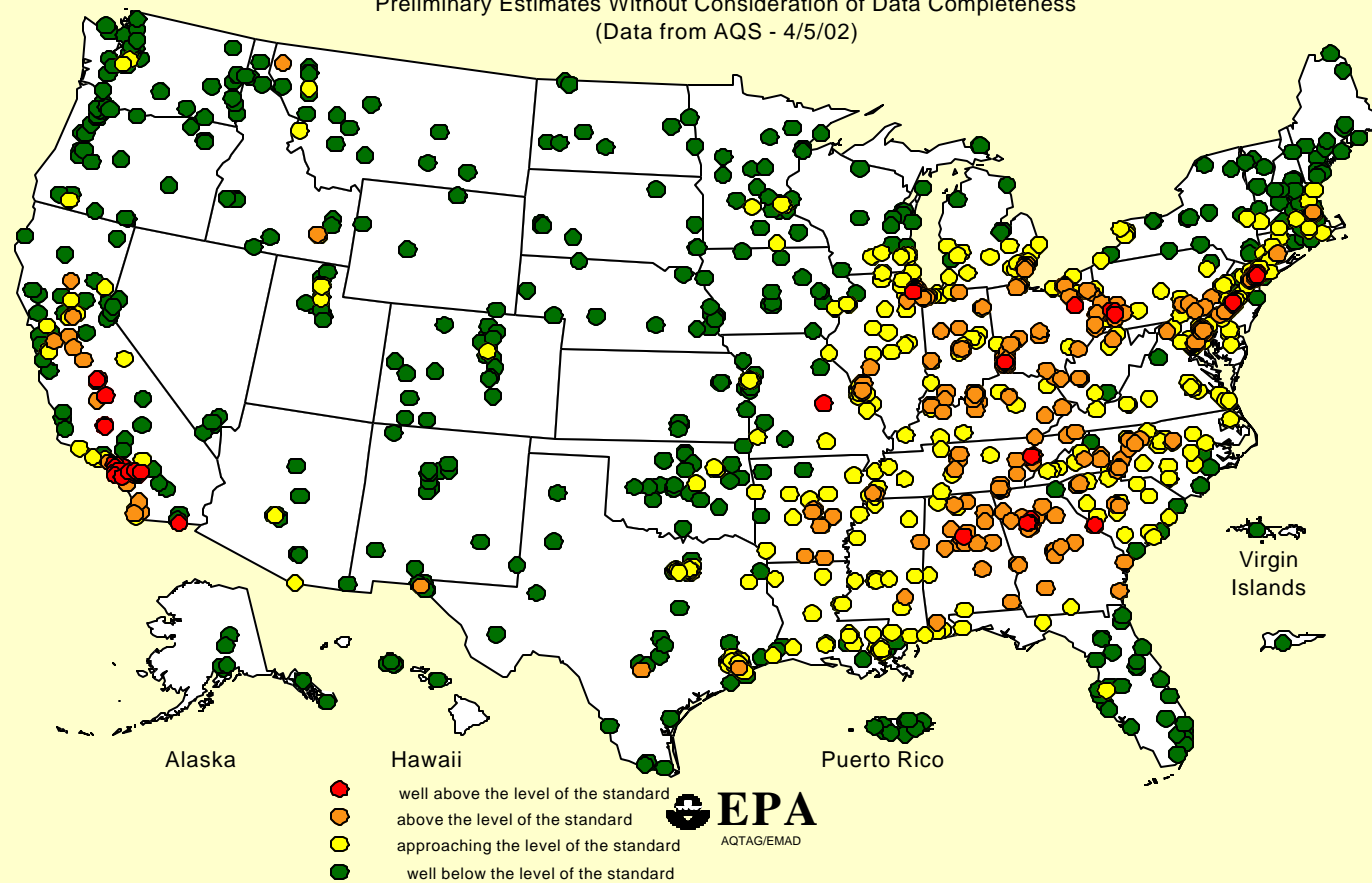 Preliminary Estimates Without Consideration of Data Completeness
(Data from AQS - 4/5/02)
Virgin
Islands
Alaska
Hawaii
Puerto Rico
well above the level of the standard
above the level of the standard
approaching the level of the standard
well below the level of the standard
EPA
AQTAG/EMAD